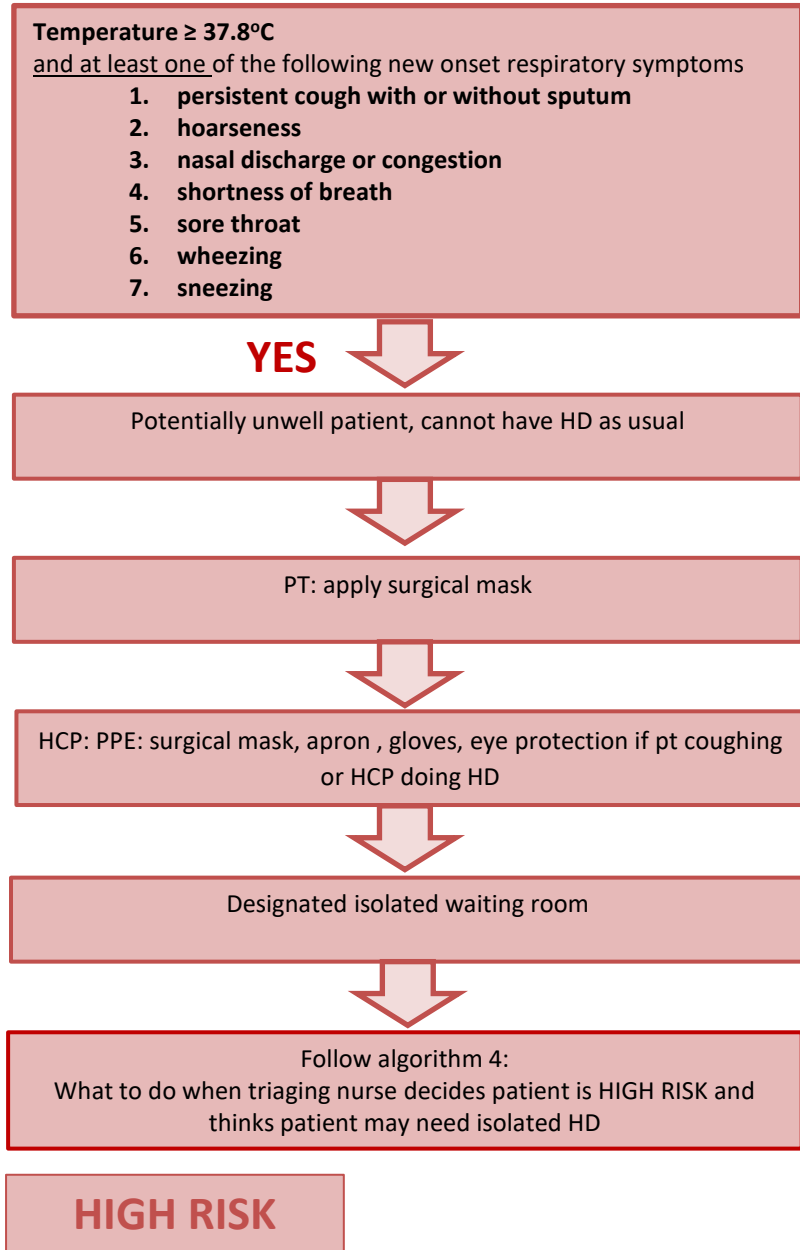 Temperature ≥ 37.8ºC
and at least one of the following new onset respiratory symptoms
1. persistent cough with or without sputum
2. hoarseness
3. nasal discharge or congestion
4. shortness of breath
5. sore throat
6. wheezing
7. sneezing
YES
Potentially unwell patient, cannot have HD as usual
PT: apply surgical mask
HCP: PPE: surgical mask, apron , gloves, eye protection if pt coughing
or HCP doing HD
Designated isolated waiting room
Follow algorithm 4:
What to do when triaging nurse decides patient is HIGH RISK and
thinks patient may need isolated HD
HIGH RISK